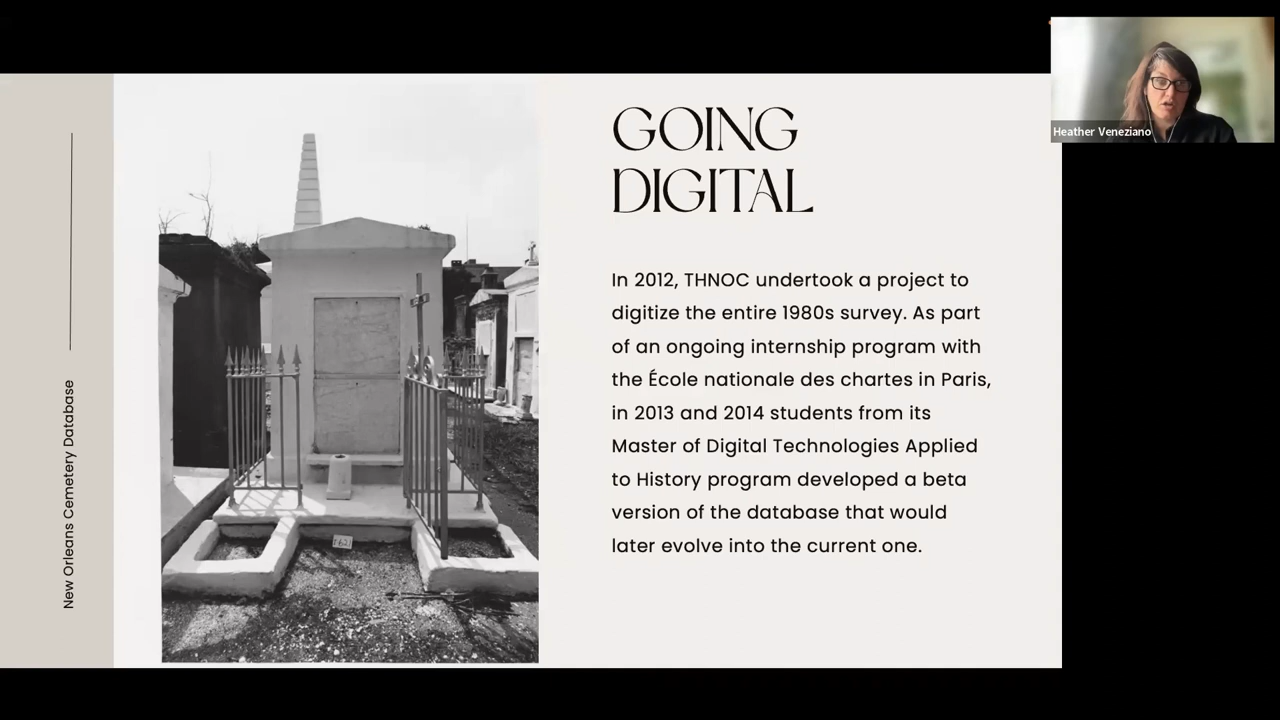 GOING
DIGITAL
In 2012, THNOC undertook a project to
digitize the entire 1980s survey. As part
of an ongoing internship program with
the École nationale des chartes in Paris,
in 2013 and 2014 students from its
Master of Digital Technologies Applied
to History program developed a beta
version of the database that would
later evolve into the current one.
New Orleans Cemetery Database
Heather Veneziano